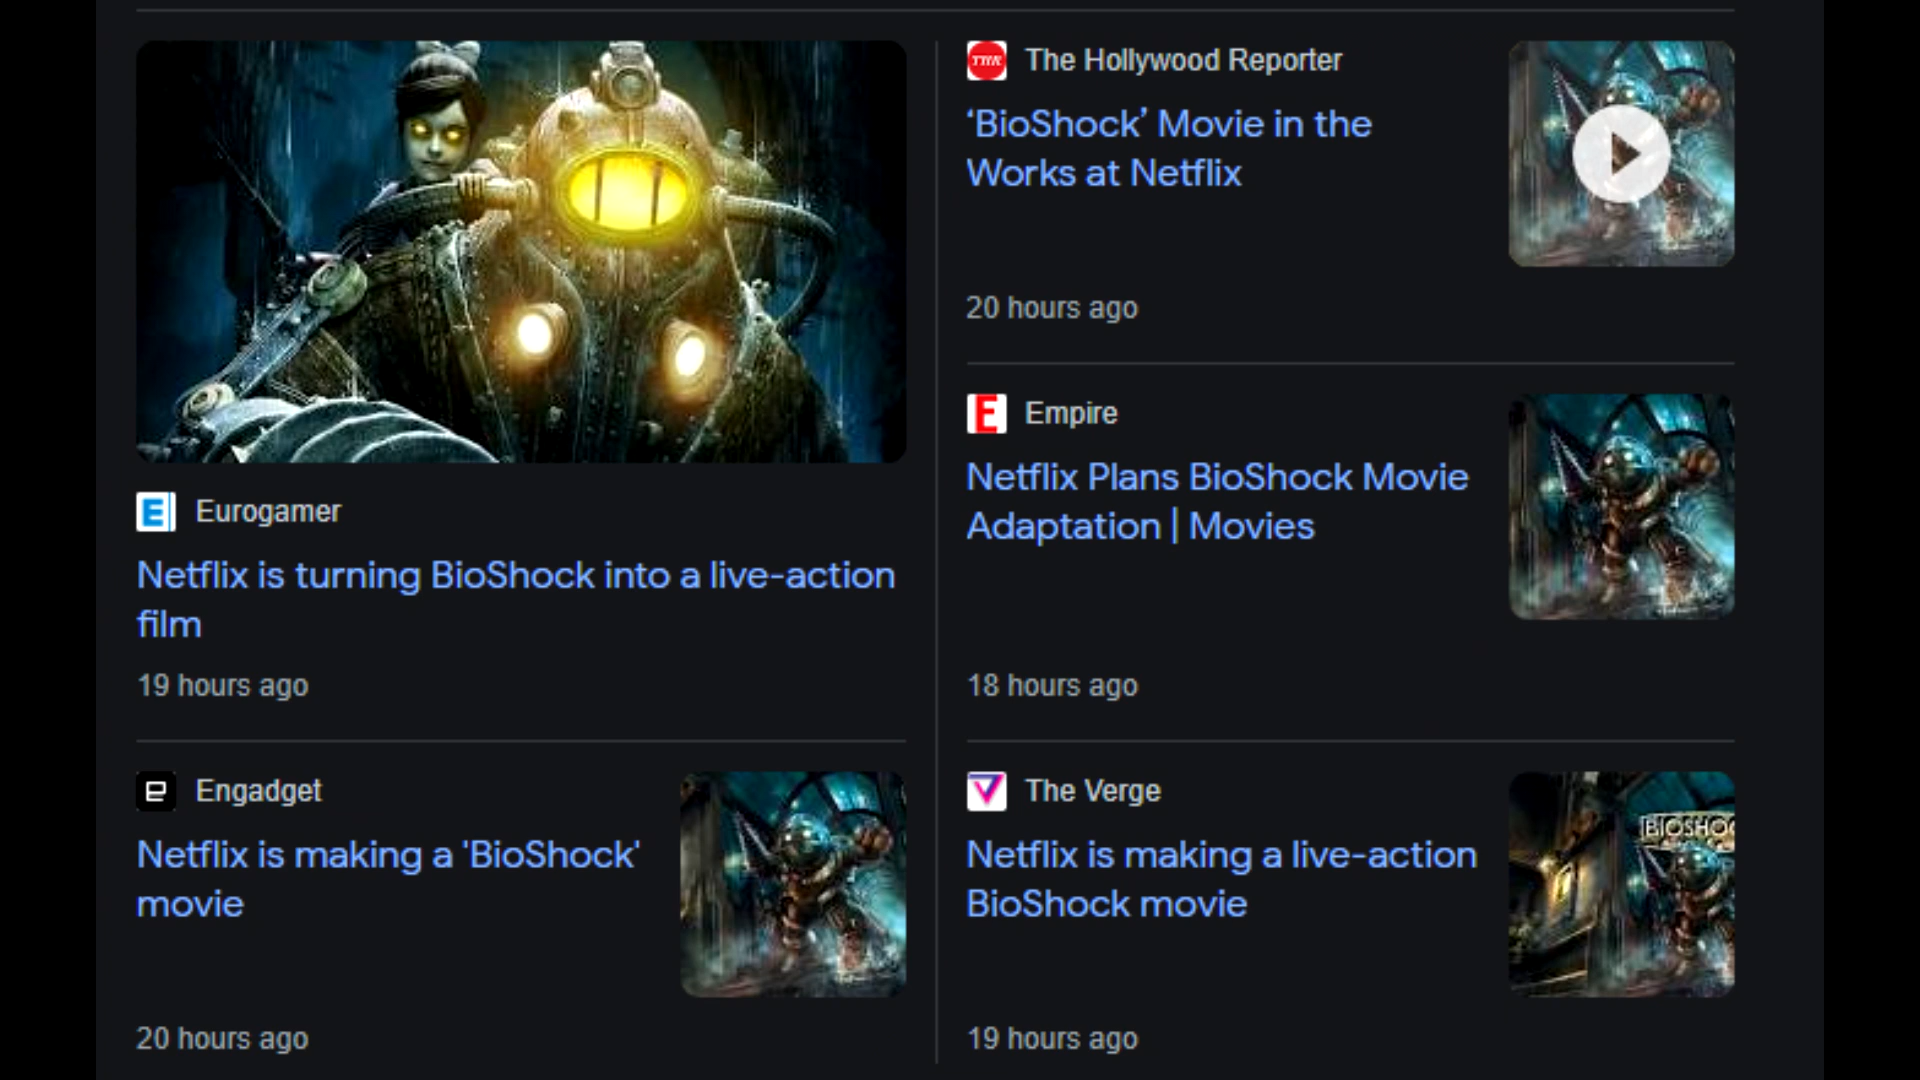 Eurogamer
Netflix is turning BioShock into a live-action
film
19 hours ago
Engadget
Netflix is making a 'BioShock'
movie
20 hours ago
THR
The Hollywood Reporter
‘BioShock’ Movie in the
Works at Netflix
20 hours ago
E
Empire
Netflix Plans BioShock Movie
Adaptation | Movies
18 hours ago
The Verge
Netflix is making a live-action
BioShock movie
BIOSHOC
19 hours ago